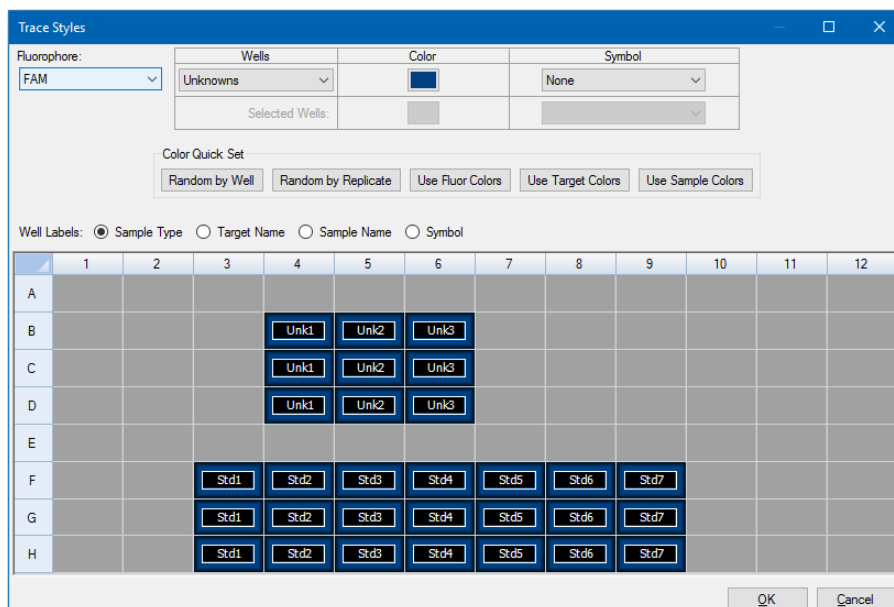 Trace Styles
Fluorophore:
Wells Color Symbol
FAM Unknowns None
Selected Wells:
Color Quick Set
Random by Well Random by Replicate Use Fluor Colors Use Target Colors Use Sample Colors
Well Labels: Sample Type Target Name Sample Name Symbol
1 2 3 4 5 6 7 8 9 10 11 12
A
B Unk1 Unk2 Unk3
C Unk1 Unk2 Unk3
D Unk1 Unk2 Unk3
E
F Std1 Std2 Std3 Std4 Std5 Std6 Std7
G Std1 Std2 Std3 Std4 Std5 Std6 Std7
H Std1 Std2 Std3 Std4 Std5 Std6 Std7
OK Cancel